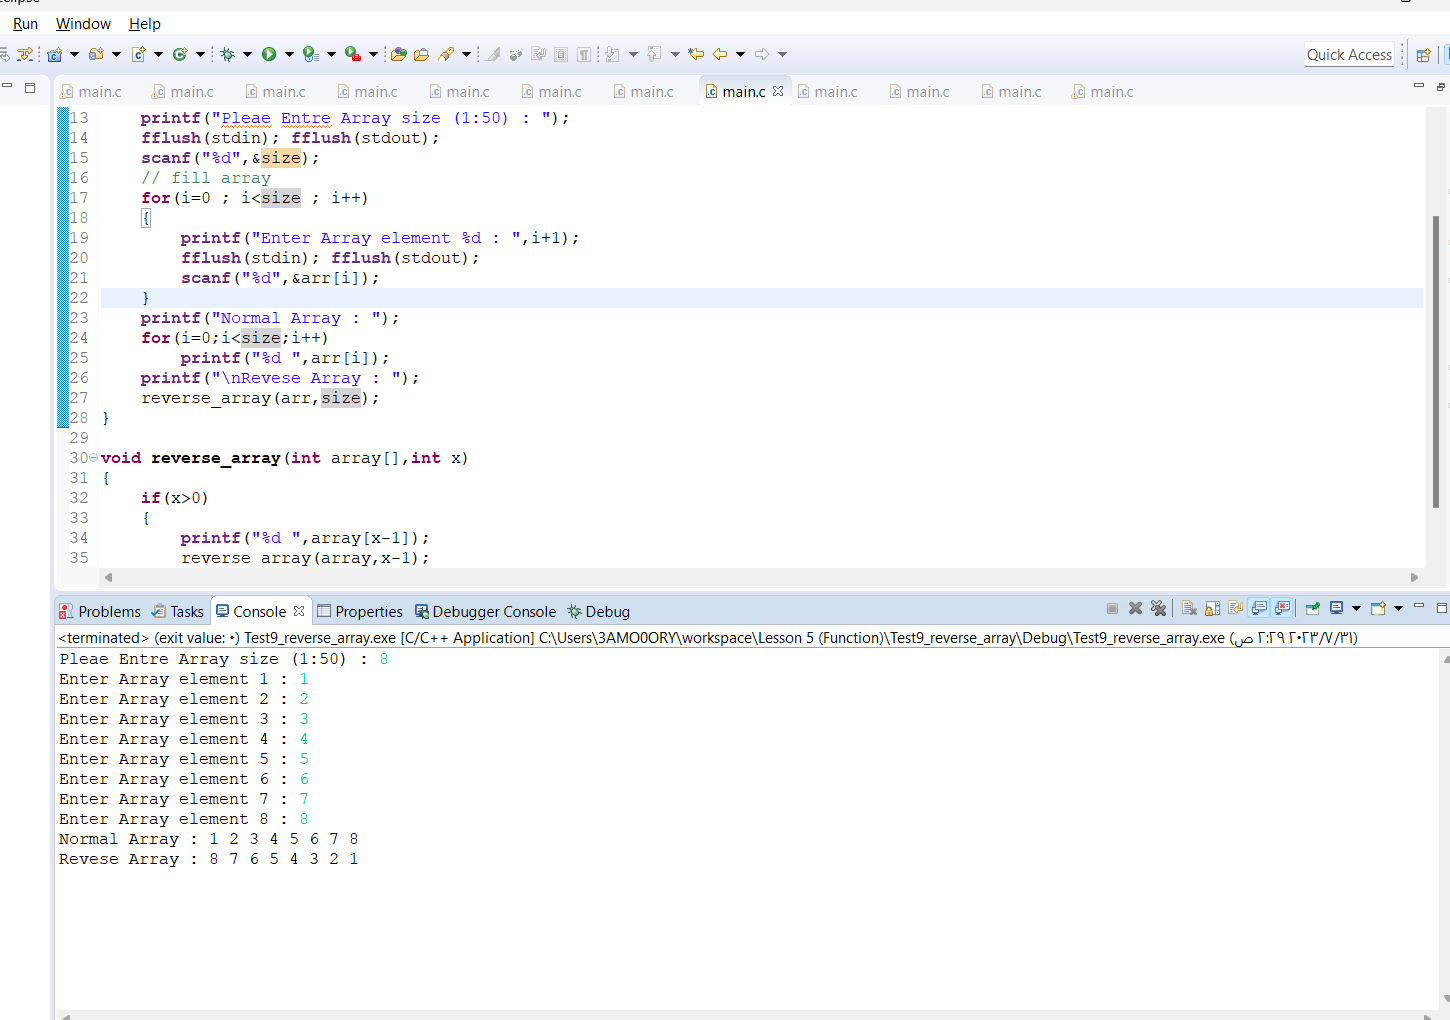 Run Window Help
Quick Access
main.c main.c main.c main.c main.c main.c main.c main.c main.c main.c main.c main.c
13 printf("Pleae Entre Array size (1:50) : ");
14 fflush(stdin); fflush(stdout);
15 scanf("%d",&size);
16 // fill array
17 for(i=0 ; i<size ; i++)
18 {
19 printf("Enter Array element %d : ",i+1);
20 fflush(stdin); fflush(stdout);
21 scanf("%d",&arr[i]);
22 }
23 printf("Normal Array : ");
24 for(i=0;i<size;i++)
25 printf("%d ",arr[i]);
26 printf("\nRevese Array : ");
27 reverse_array(arr,size);
28 }
29
30 void reverse_array(int array[],int x)
31 {
32 if(x>0)
33 {
34 printf("%d ",array[x-1]);
35 reverse_array(array,x-1);
Problems Tasks Console Properties Debugger Console Debug
<terminated> (exit value: ٠) Test9_reverse_array.exe [C/C++ Application] C:\Users\3AMO0ORY\workspace\Lesson 5 (Function)\Test9_reverse_array\Debug\Test9_reverse_array.exe (٢٠٢٣/٧/٣١ ٢:٢٩ ص)
Pleae Entre Array size (1:50) : 8
Enter Array element 1 : 1
Enter Array element 2 : 2
Enter Array element 3 : 3
Enter Array element 4 : 4
Enter Array element 5 : 5
Enter Array element 6 : 6
Enter Array element 7 : 7
Enter Array element 8 : 8
Normal Array : 1 2 3 4 5 6 7 8
Revese Array : 8 7 6 5 4 3 2 1